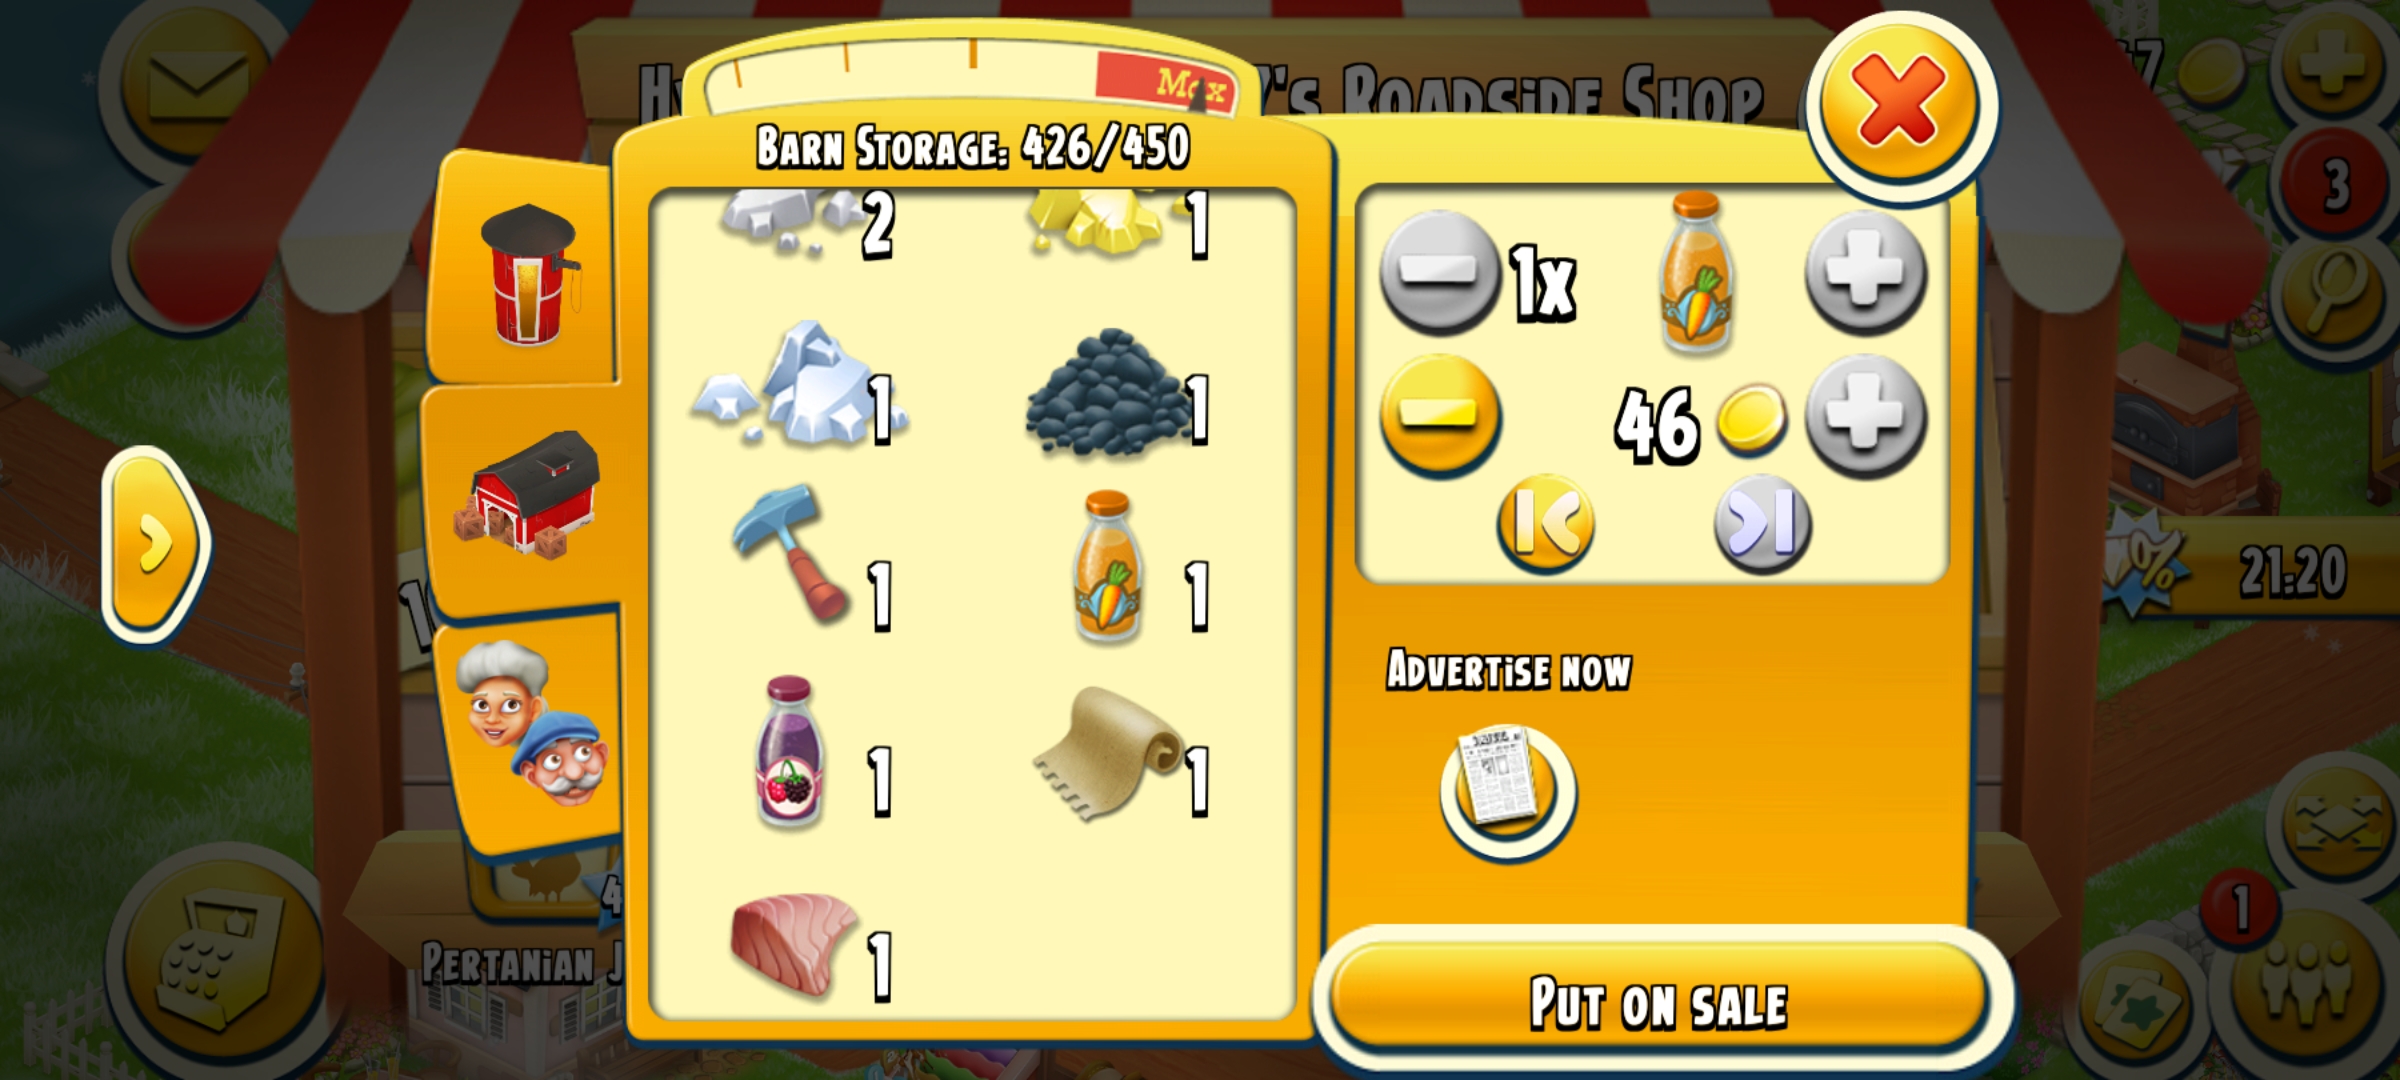 'S ROADSIDE SHOP
Max
BARN STORAGE: 426/450
2
1
1x
3
1
1
46
1
1
21:20
ADVERTISE NOW
1
1
1
1
PERTANIAN
PUT ON SALE